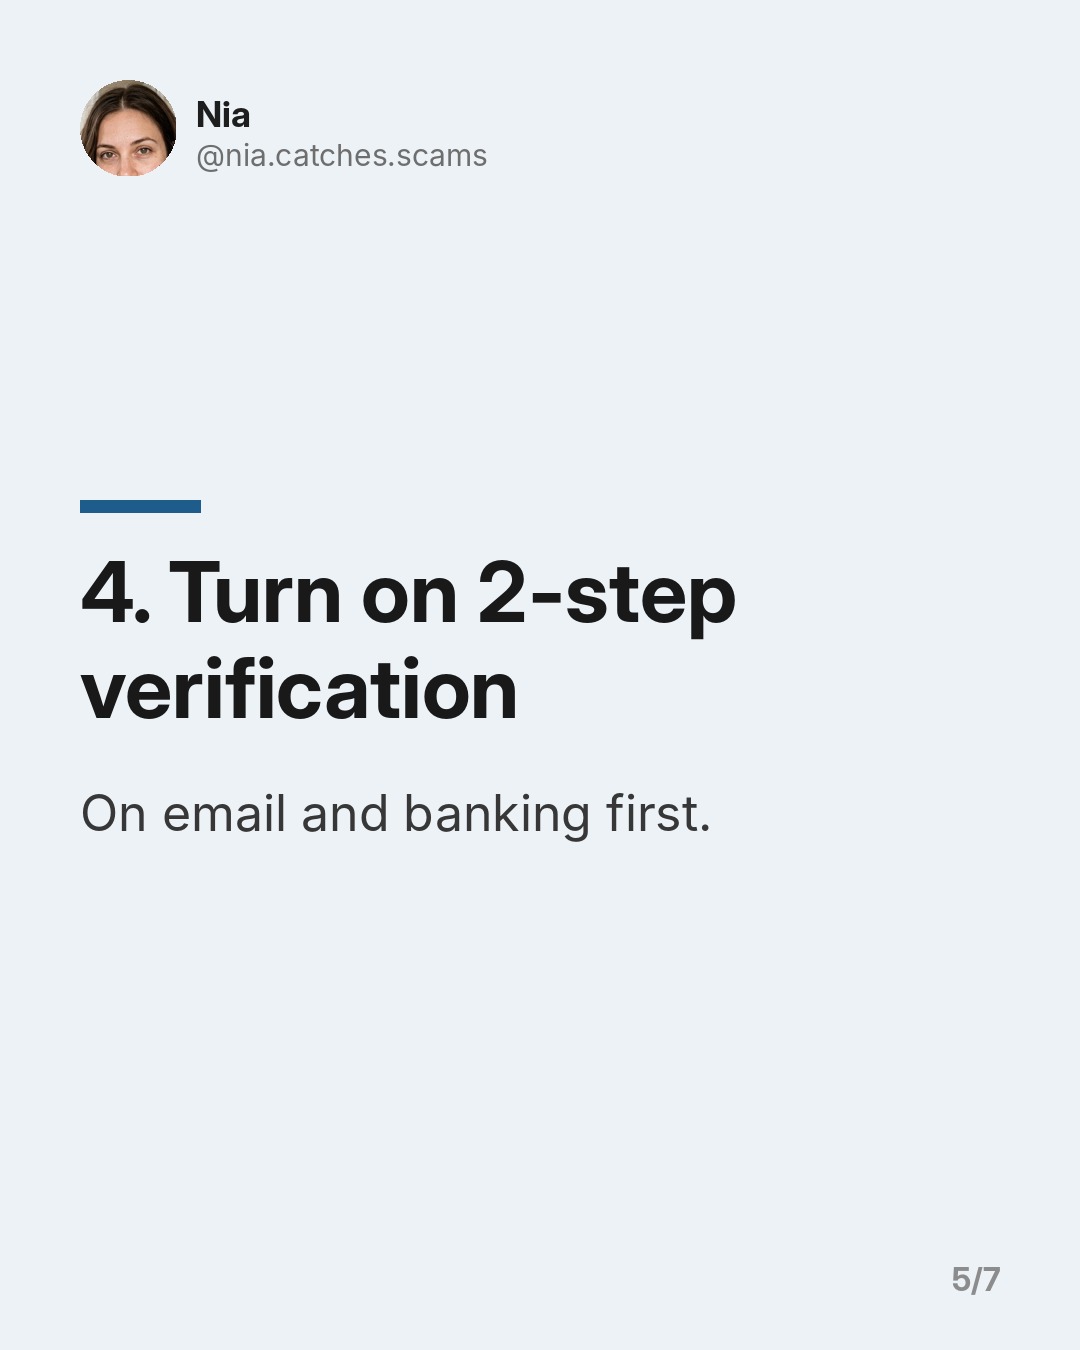 Nia
@nia.catches.scams
4. Turn on 2-step
verification
On email and banking first.
5/7